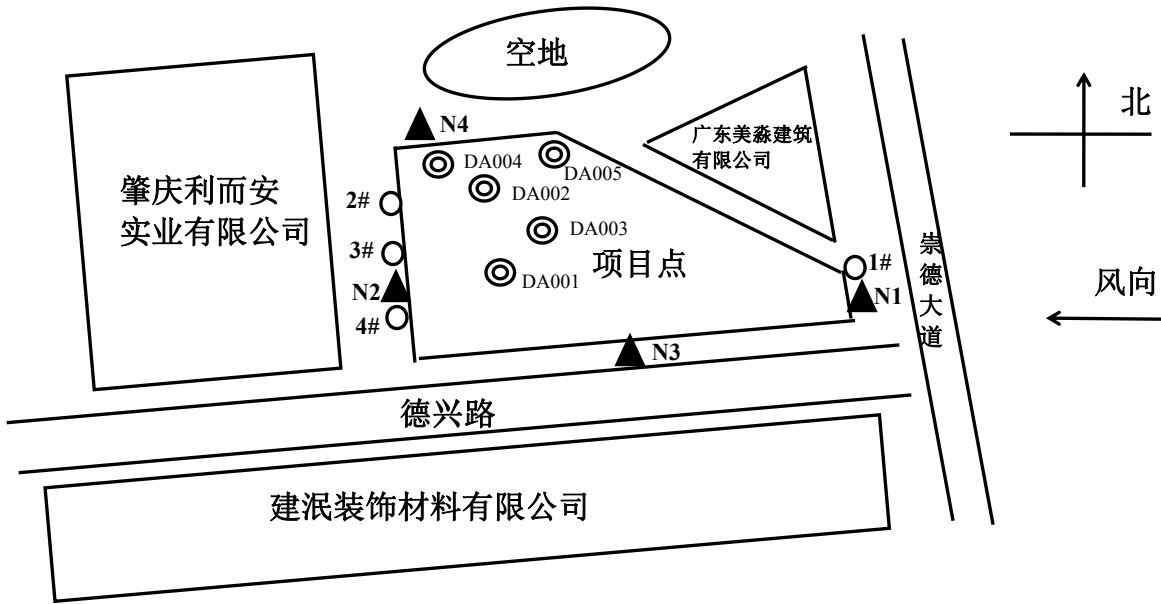 空地
北
N4
广东美淼建筑
有限公司
DA004
DA005
肇庆利而安
实业有限公司
2#
DA002
DA003
3#
项目点
1#
崇德大道
DA001
风向
N2
N1
4#
N3
德兴路
建泯装饰材料有限公司